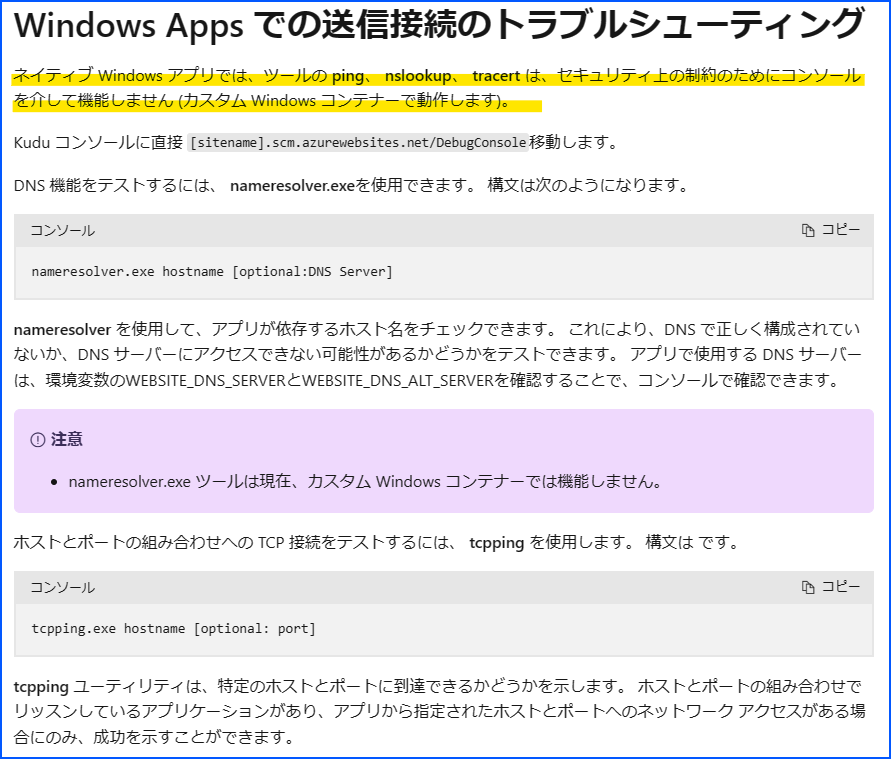 Windows Apps での送信接続のトラブルシューティング
ネイティブ Windows アプリでは、ツールの ping、 nslookup、 tracert は、セキュリティ上の制約のためにコンソール
を介して機能しません (カスタム Windows コンテナーで動作します)。
Kudu コンソールに直接 [sitename].scm.azurewebsites.net/DebugConsole移動します。
DNS 機能をテストするには、 nameresolver.exeを使用できます。 構文は次のようになります。
コンソール
コピー
nameresolver.exe hostname [optional:DNS Server]
nameresolver を使用して、アプリが依存するホスト名をチェックできます。 これにより、DNS で正しく構成されてい
ないか、DNS サーバーにアクセスできない可能性があるかどうかをテストできます。 アプリで使用する DNS サーバー
は、環境変数のWEBSITE_DNS_SERVERとWEBSITE_DNS_ALT_SERVERを確認することで、コンソールで確認できます。
注意
• nameresolver.exe ツールは現在、カスタム Windows コンテナーでは機能しません。
ホストとポートの組み合わせへの TCP 接続をテストするには、 tcpping を使用します。 構文は です。
コンソール
コピー
tcpping.exe hostname [optional: port]
tcpping ユーティリティは、特定のホストとポートに到達できるかどうかを示します。 ホストとポートの組み合わせで
リッスンしているアプリケーションがあり、アプリから指定されたホストとポートへのネットワーク アクセスがある場
合にのみ、成功を示すことができます。